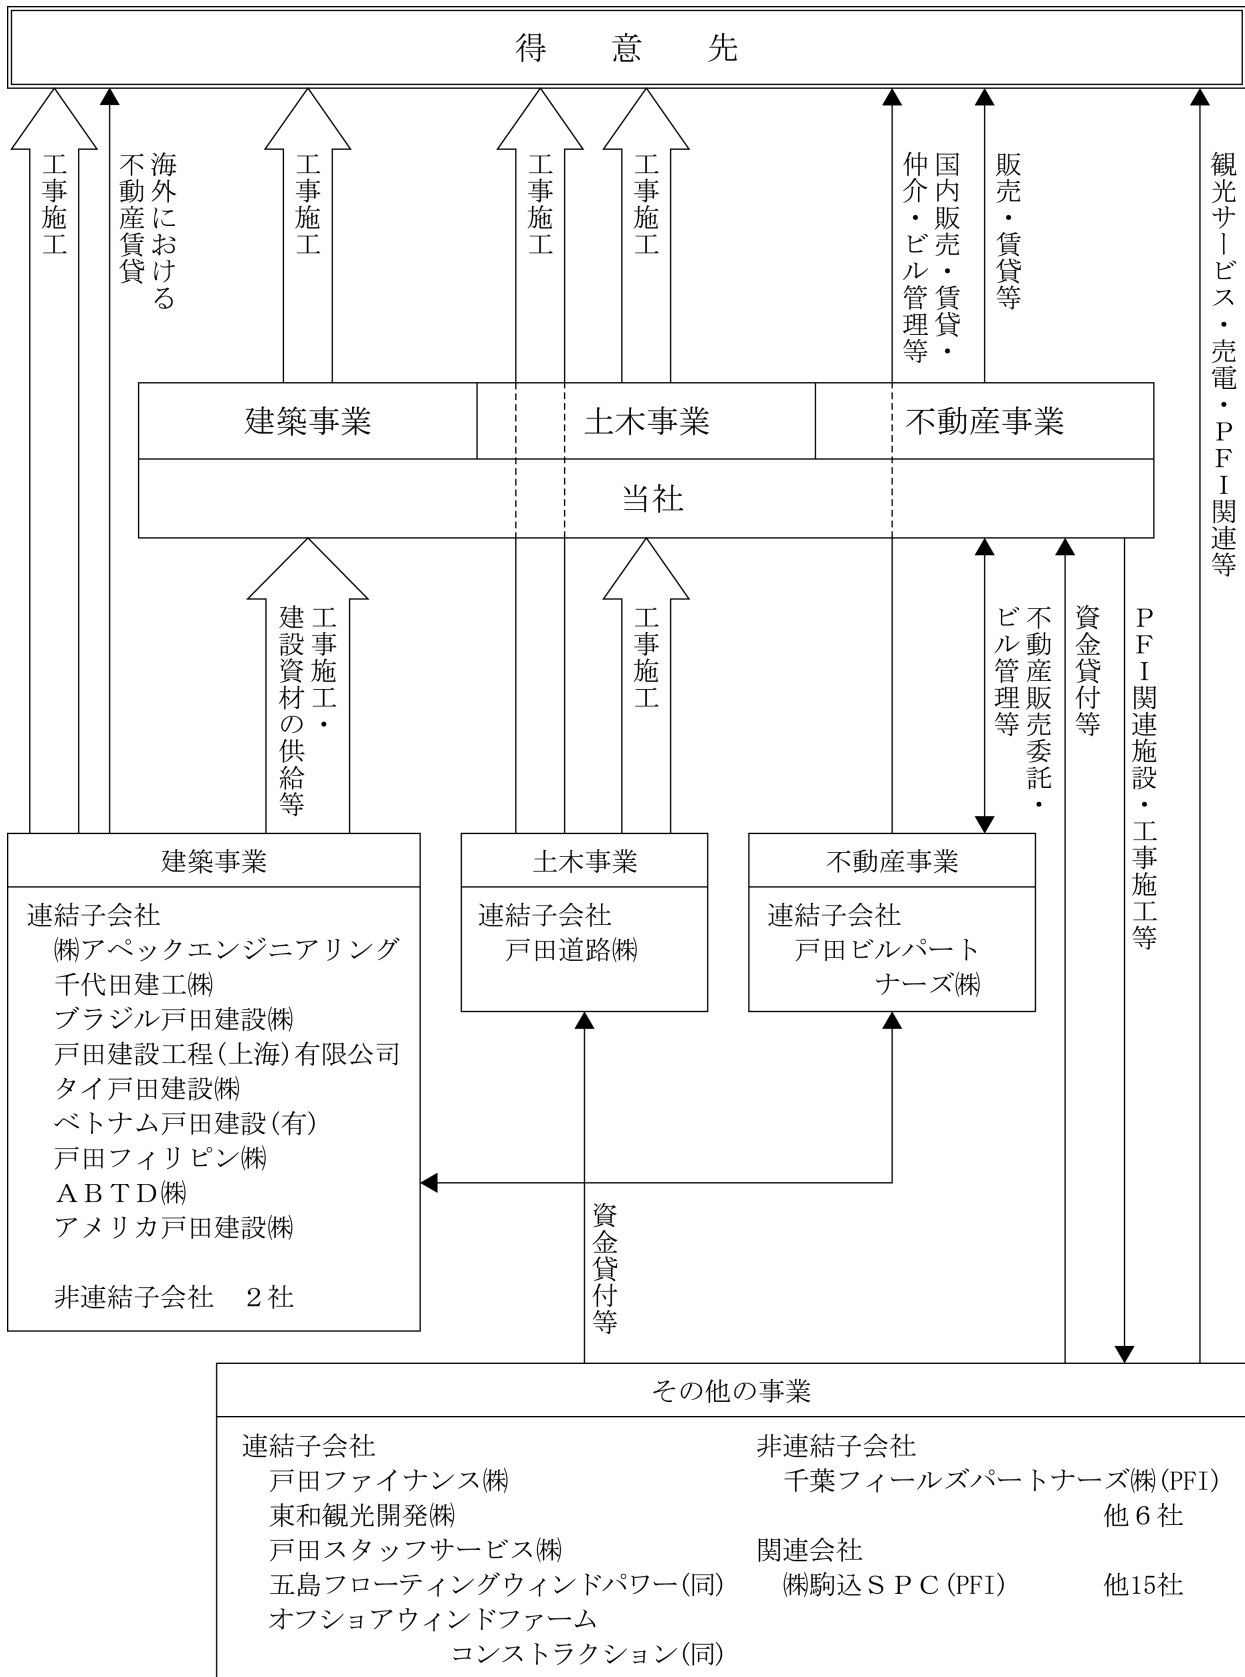 得意先
工事施工
海外における
不動産賃貸
工事施工
工事施工
工事施工
国内販売・賃貸・
仲介・ビル管理等
販売・賃貸等
観光サービス・売電・ＰＦＩ関連等
建築事業
土木事業
不動産事業
当社
工事施工・
建設資材の供給等
工事施工
不動産販売委託・
ビル管理等
資金貸付等
ＰＦＩ関連施設・工事施工等
建築事業
連結子会社
㈱アペックエンジニアリング
千代田建工㈱
ブラジル戸田建設㈱
戸田建設工程(上海)有限公司
タイ戸田建設㈱
ベトナム戸田建設(有)
戸田フィリピン㈱
ＡＢＴＤ㈱
アメリカ戸田建設㈱
非連結子会社　２社
土木事業
連結子会社
戸田道路㈱
不動産事業
連結子会社
戸田ビルパート
ナーズ㈱
資金貸付等
その他の事業
連結子会社
戸田ファイナンス㈱
東和観光開発㈱
戸田スタッフサービス㈱
五島フローティングウィンドパワー(同)
オフショアウィンドファーム
コンストラクション(同)
非連結子会社
千葉フィールズパートナーズ㈱(PFI)
他６社
関連会社
㈱駒込ＳＰＣ(PFI)　他15社